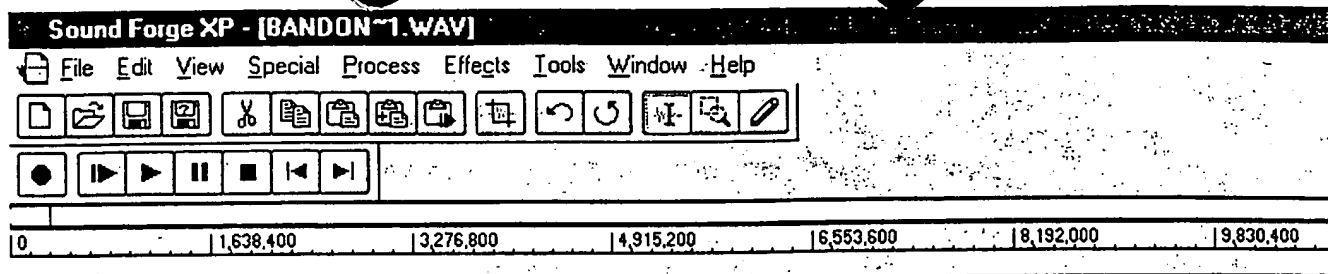 Sound Forge XP - [BANDON~1.WAV]
File Edit View Special Process Effects Tools Window Help
0 1,638,400 3,276,800 4,915,200 6,553,600 8,192,000 9,830,400